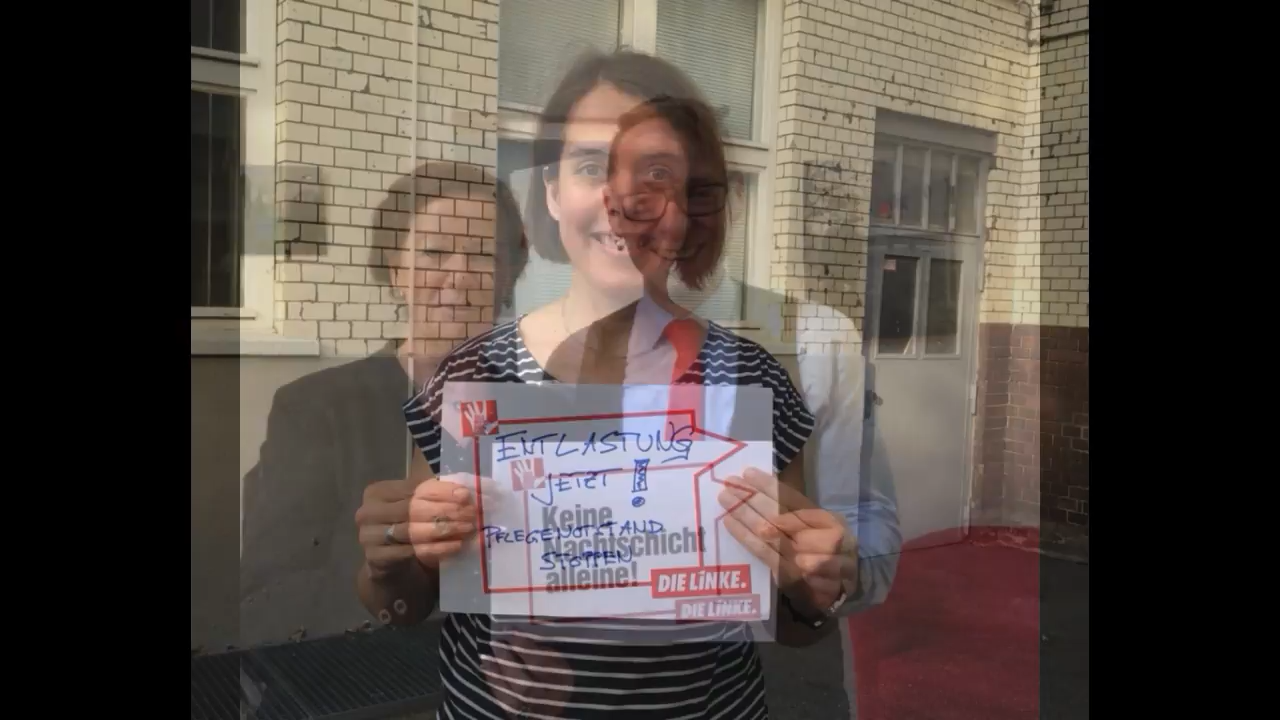 ENTLASTUNG
JETZT!
PFLEGENOTSTAND
STOPPEN
Keine
Nachtschicht
alleine!
DIE LINKE.
DIE LINKE.